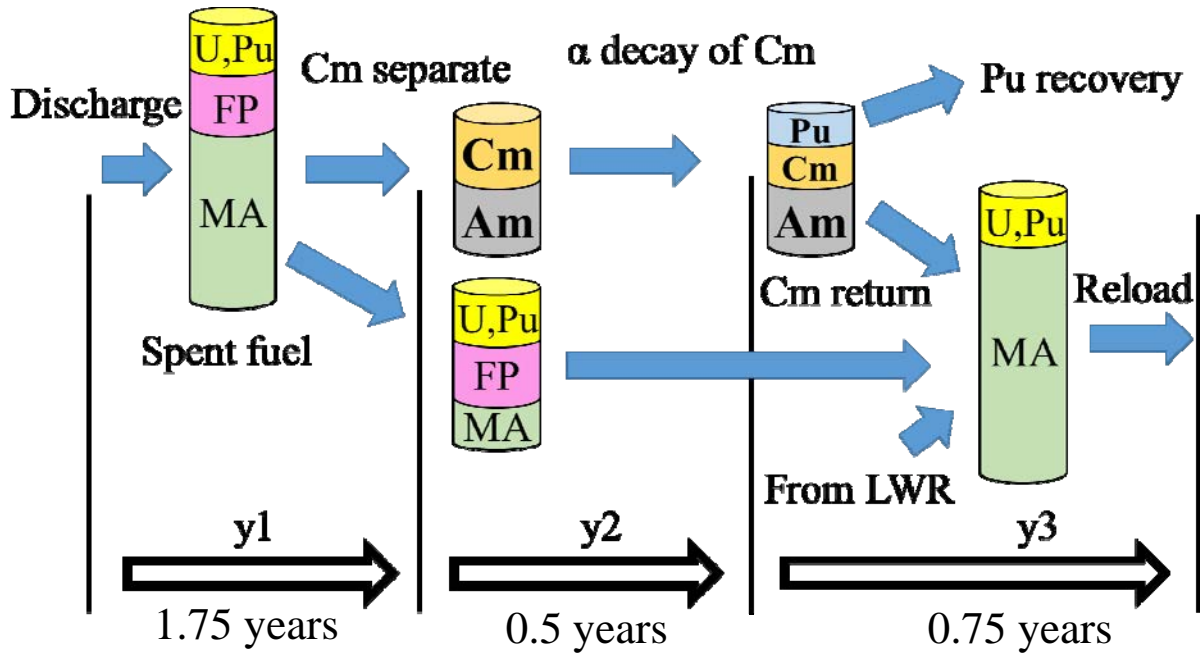 U,Pu
FP
MA
Discharge
Spent fuel
Cm separate
Cm
Am
U,Pu
FP
MA
α decay of Cm
Pu
Cm
Am
Pu recovery
Cm return
From LWR
U,Pu
MA
Reload
y1
y2
y3
1.75 years
0.5 years
0.75 years